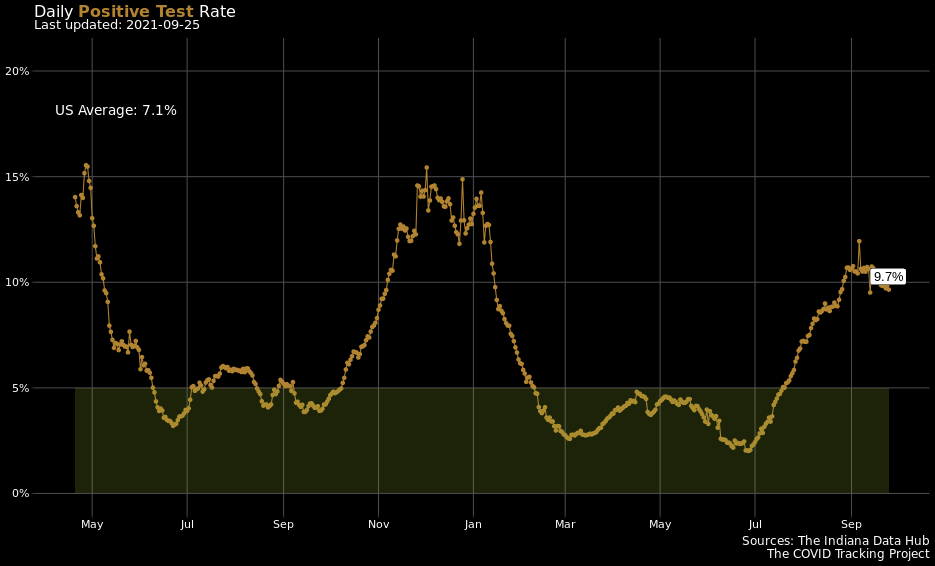 Daily Positive Test Rate
Last updated: 2021-09-25
20%
US Average: 7.1%
15%
10%
9.7%
5%
0%
May Jul Sep Nov Jan Mar May Jul Sep
Sources: The Indiana Data Hub
The COVID Tracking Project